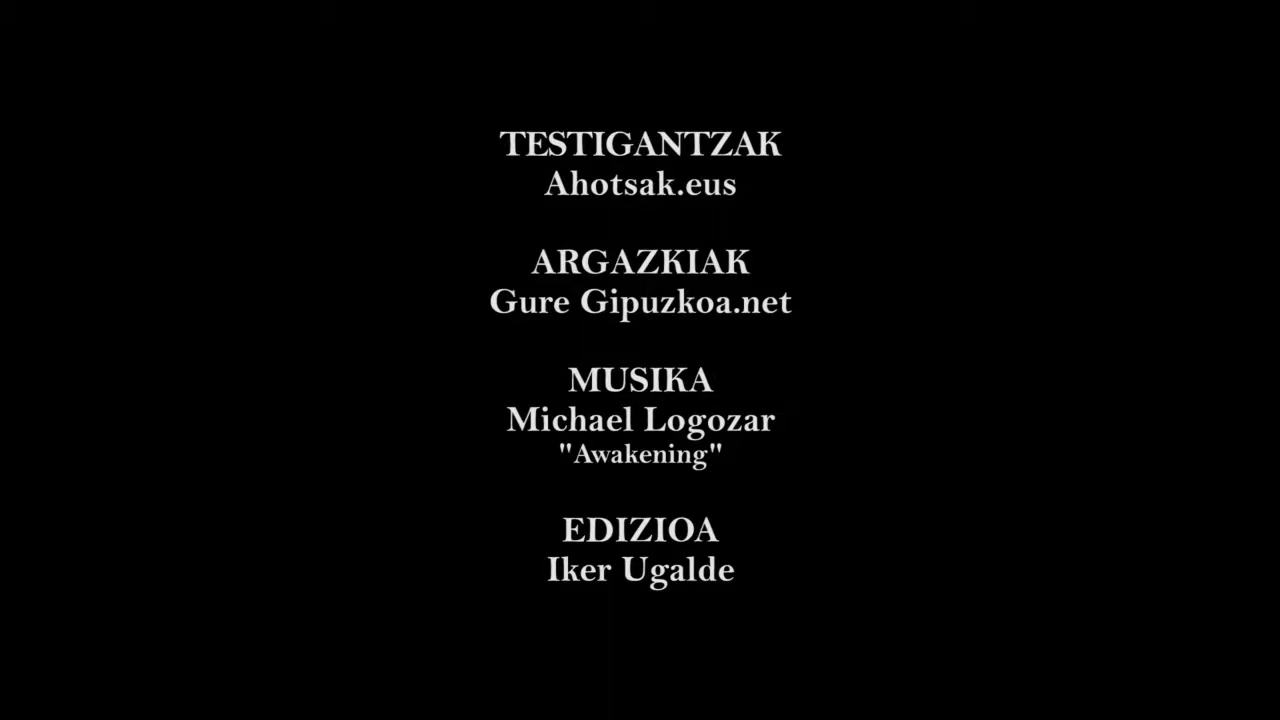 TESTIGANTZAK
Ahotsak.eus
ARGAZKIAK
Gure Gipuzkoa.net
MUSIKA
Michael Logozar
"Awakening"
EDIZIOA
Iker Ugalde